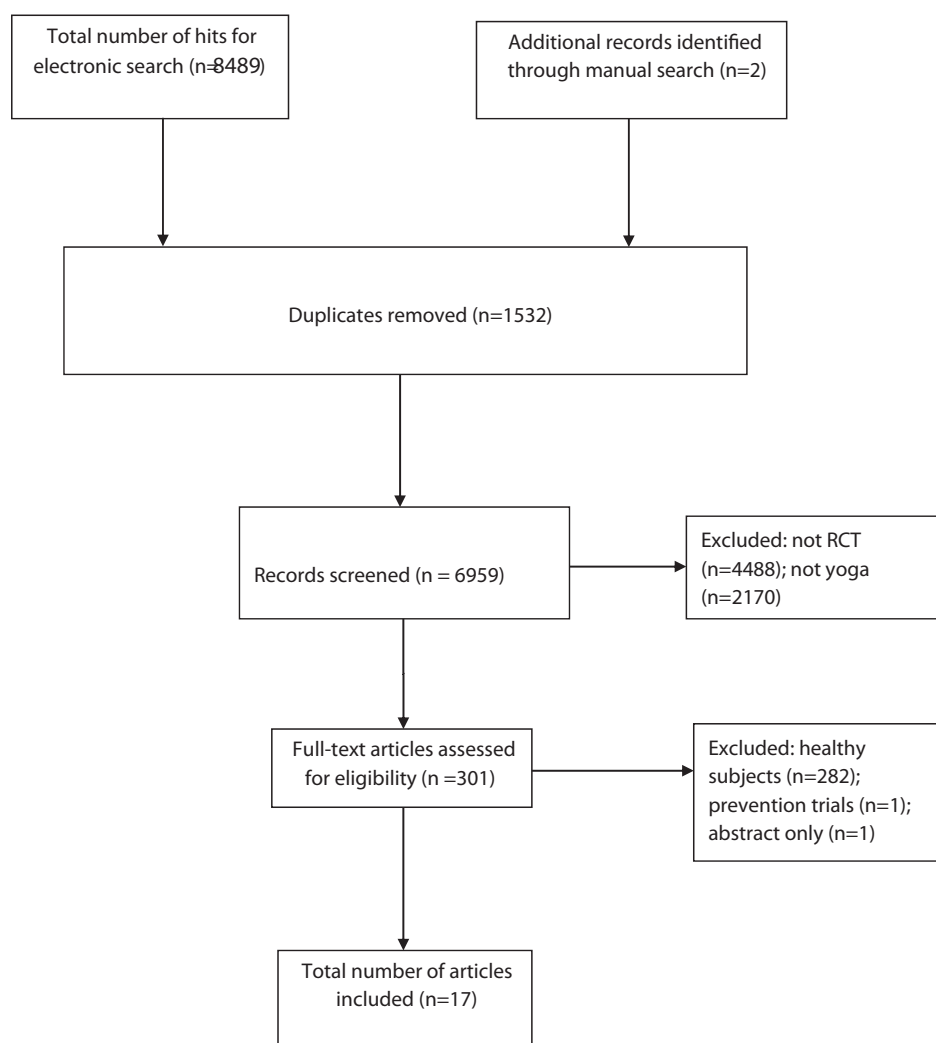 Total number of hits for
electronic search (n=8489)
Additional records identified
through manual search (n=2)
Duplicates removed (n=1532)
Records screened (n = 6959)
Excluded: not RCT
(n=4488); not yoga
(n=2170)
Full-text articles assessed
for eligibility (n =301)
Excluded: healthy
subjects (n=282);
prevention trials (n=1);
abstract only (n=1)
Total number of articles
included (n=17)